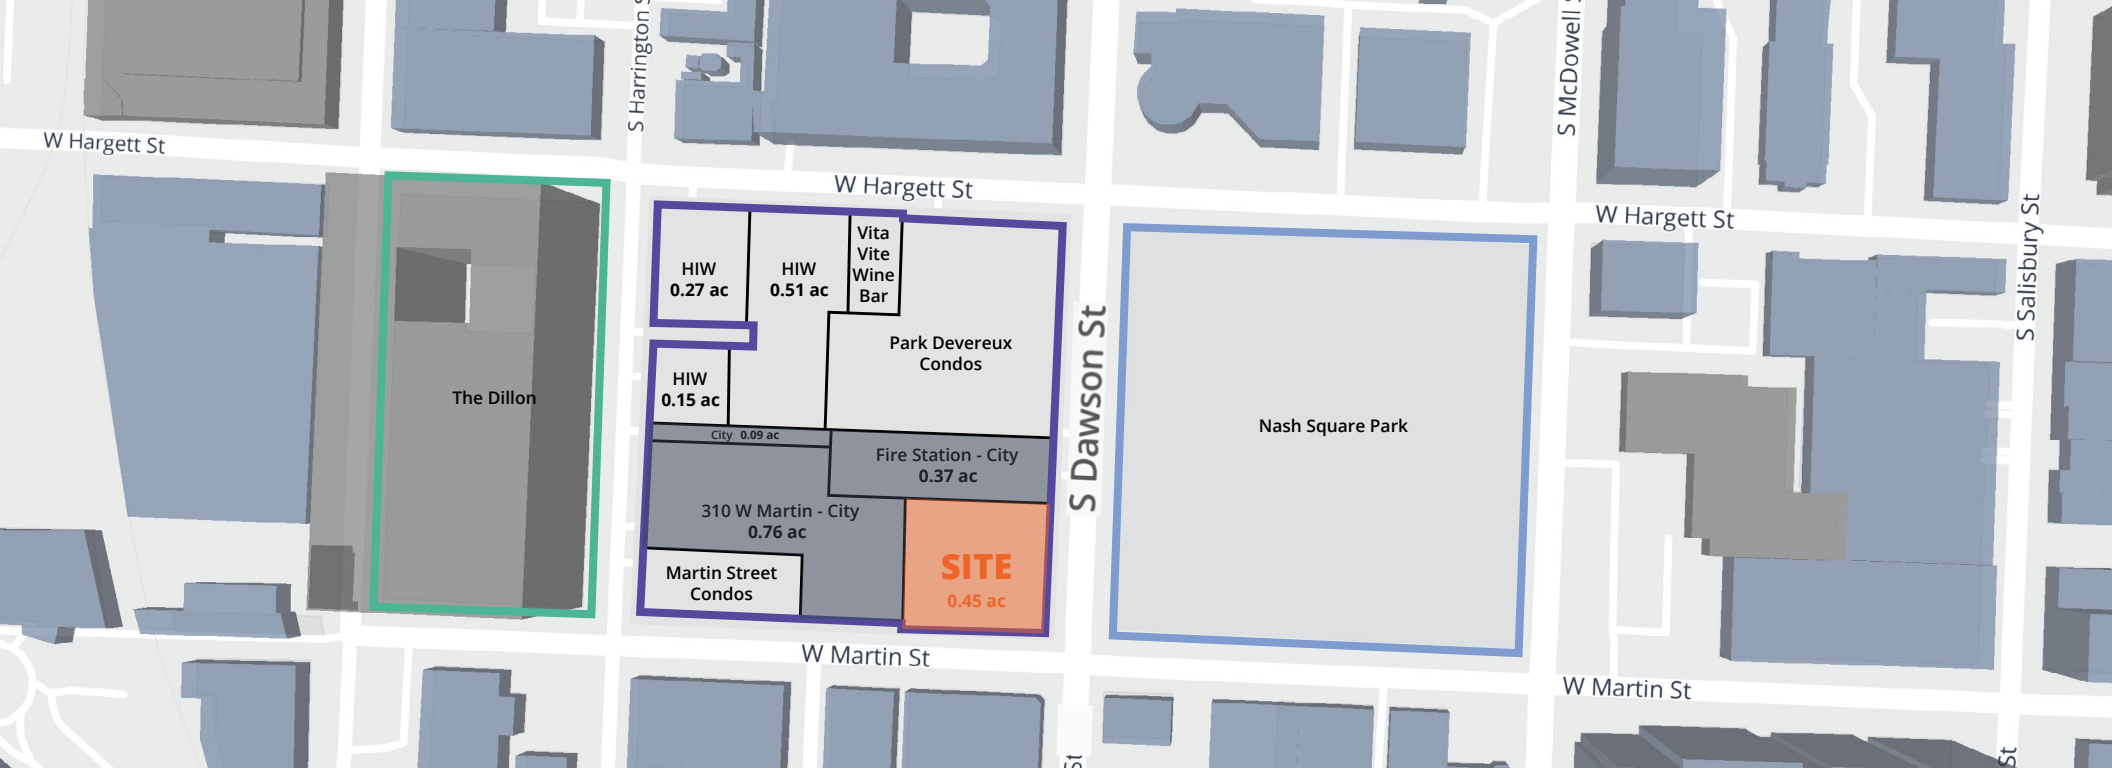 S Harrington S
S McDowell S
W Hargett St
W Hargett St
W Hargett St
S Salisbury St
HIW
0.27 ac
HIW
0.51 ac
Vita
Vite
Wine
Bar
Park Devereux
Condos
HIW
0.15 ac
The Dillon
S Dawson St
Nash Square Park
City 0.09 ac
Fire Station - City
0.37 ac
310 W Martin - City
0.76 ac
SITE
0.45 ac
Martin Street
Condos
W Martin St
W Martin St
St
St